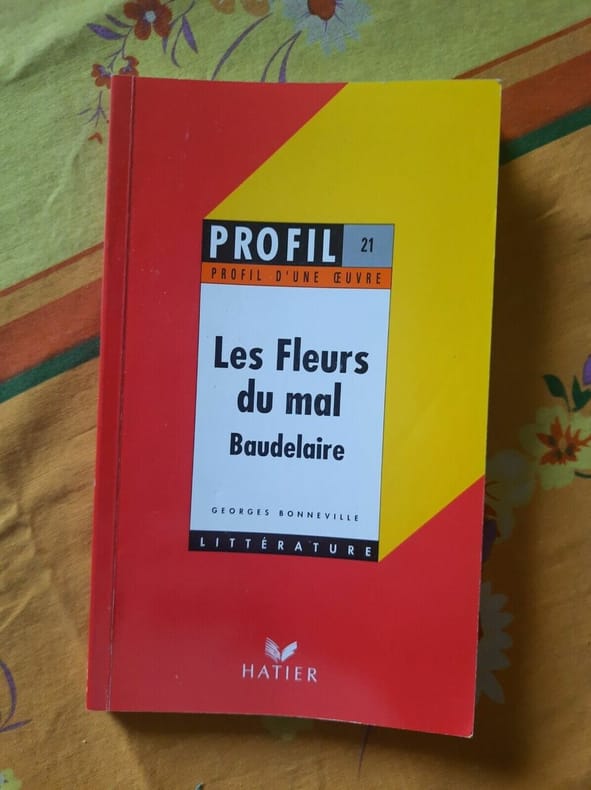 PROFIL 21
PROFIL D'UNE ŒUVRE
Les Fleurs
du mal
Baudelaire
GEORGES BONNEVILLE
LITTÉRATURE
HATIER